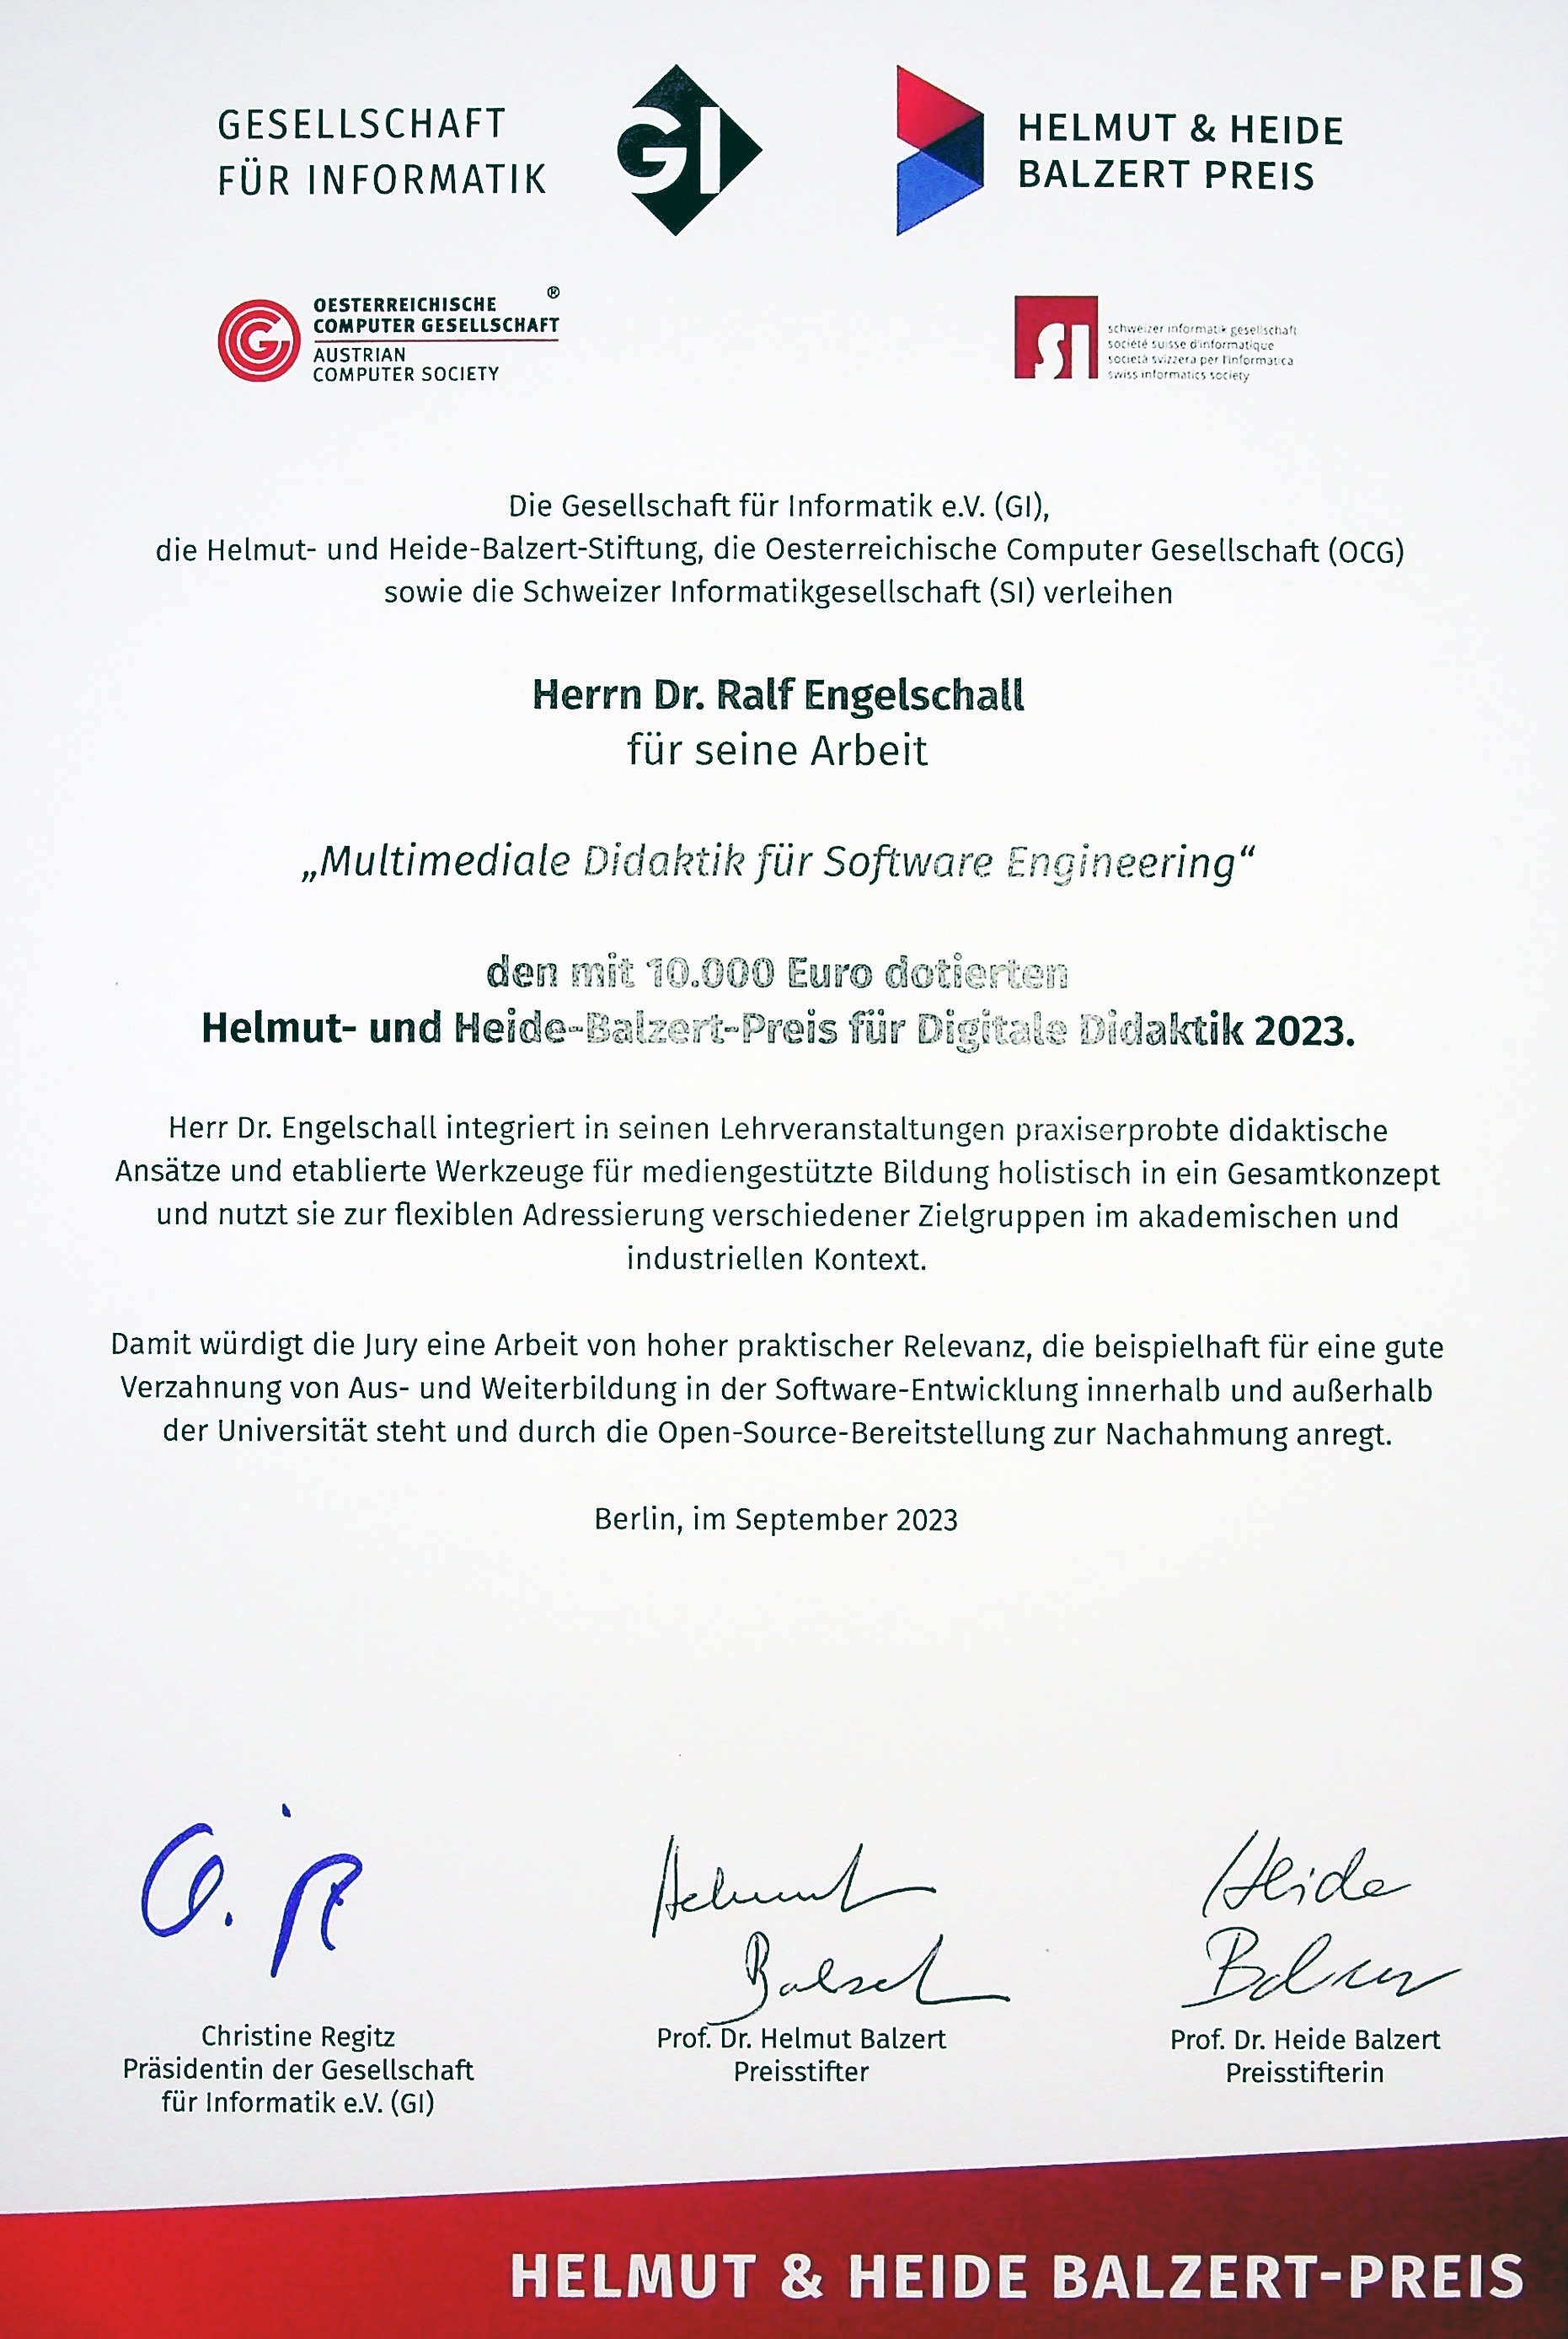 GESELLSCHAFT
FÜR INFORMATIK
GI
HELMUT & HEIDE
BALZERT PREIS
OESTERREICHISCHE ®
COMPUTER GESELLSCHAFT
AUSTRIAN
COMPUTER SOCIETY
SI
schweizer informatik gesellschaft
société suisse d'informatique
società svizzera per l'informatica
swiss informatics society
Die Gesellschaft für Informatik e.V. (GI),
die Helmut- und Heide-Balzert-Stiftung, die Oesterreichische Computer Gesellschaft (OCG)
sowie die Schweizer Informatikgesellschaft (SI) verleihen
Herrn Dr. Ralf Engelschall
für seine Arbeit
„Multimediale Didaktik für Software Engineering“
den mit 10.000 Euro dotierten
Helmut- und Heide-Balzert-Preis für Digitale Didaktik 2023.
Herr Dr. Engelschall integriert in seinen Lehrveranstaltungen praxiserprobte didaktische
Ansätze und etablierte Werkzeuge für mediengestützte Bildung holistisch in ein Gesamtkonzept
und nutzt sie zur flexiblen Adressierung verschiedener Zielgruppen im akademischen und
industriellen Kontext.
Damit würdigt die Jury eine Arbeit von hoher praktischer Relevanz, die beispielhaft für eine gute
Verzahnung von Aus- und Weiterbildung in der Software-Entwicklung innerhalb und außerhalb
der Universität steht und durch die Open-Source-Bereitstellung zur Nachahmung anregt.
Berlin, im September 2023
Helmut
Balzert
Heide
Balzert
Christine Regitz
Präsidentin der Gesellschaft
für Informatik e.V. (GI)
Prof. Dr. Helmut Balzert
Preisstifter
Prof. Dr. Heide Balzert
Preisstifterin
HELMUT & HEIDE BALZERT-PREIS